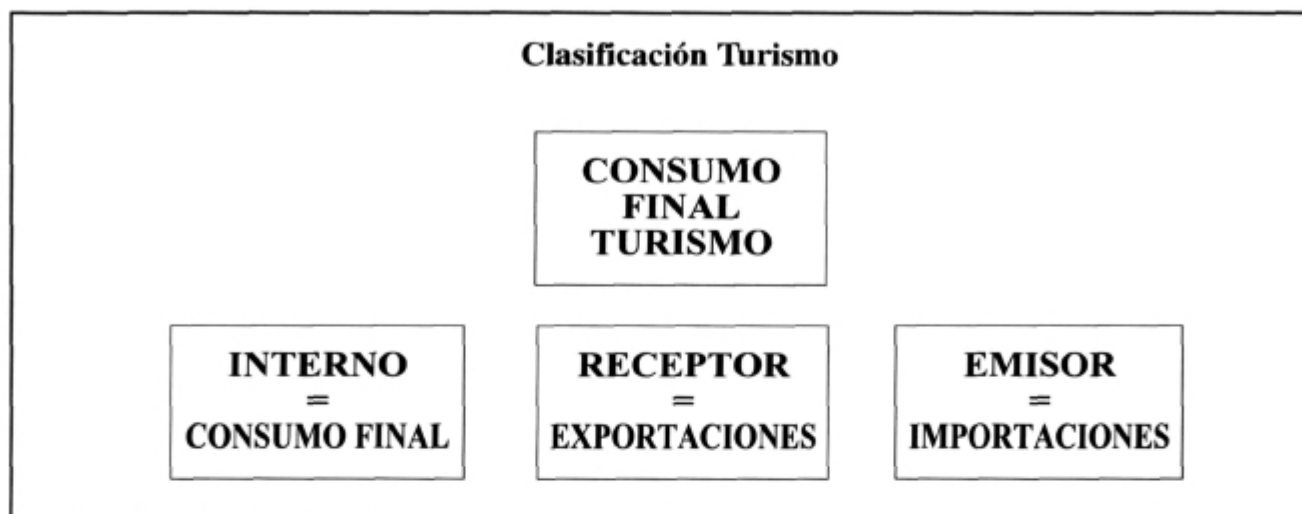 Clasificación Turismo
CONSUMO
FINAL
TURISMO
INTERNO
=
CONSUMO FINAL
RECEPTOR
=
EXPORTACIONES
EMISOR
=
IMPORTACIONES